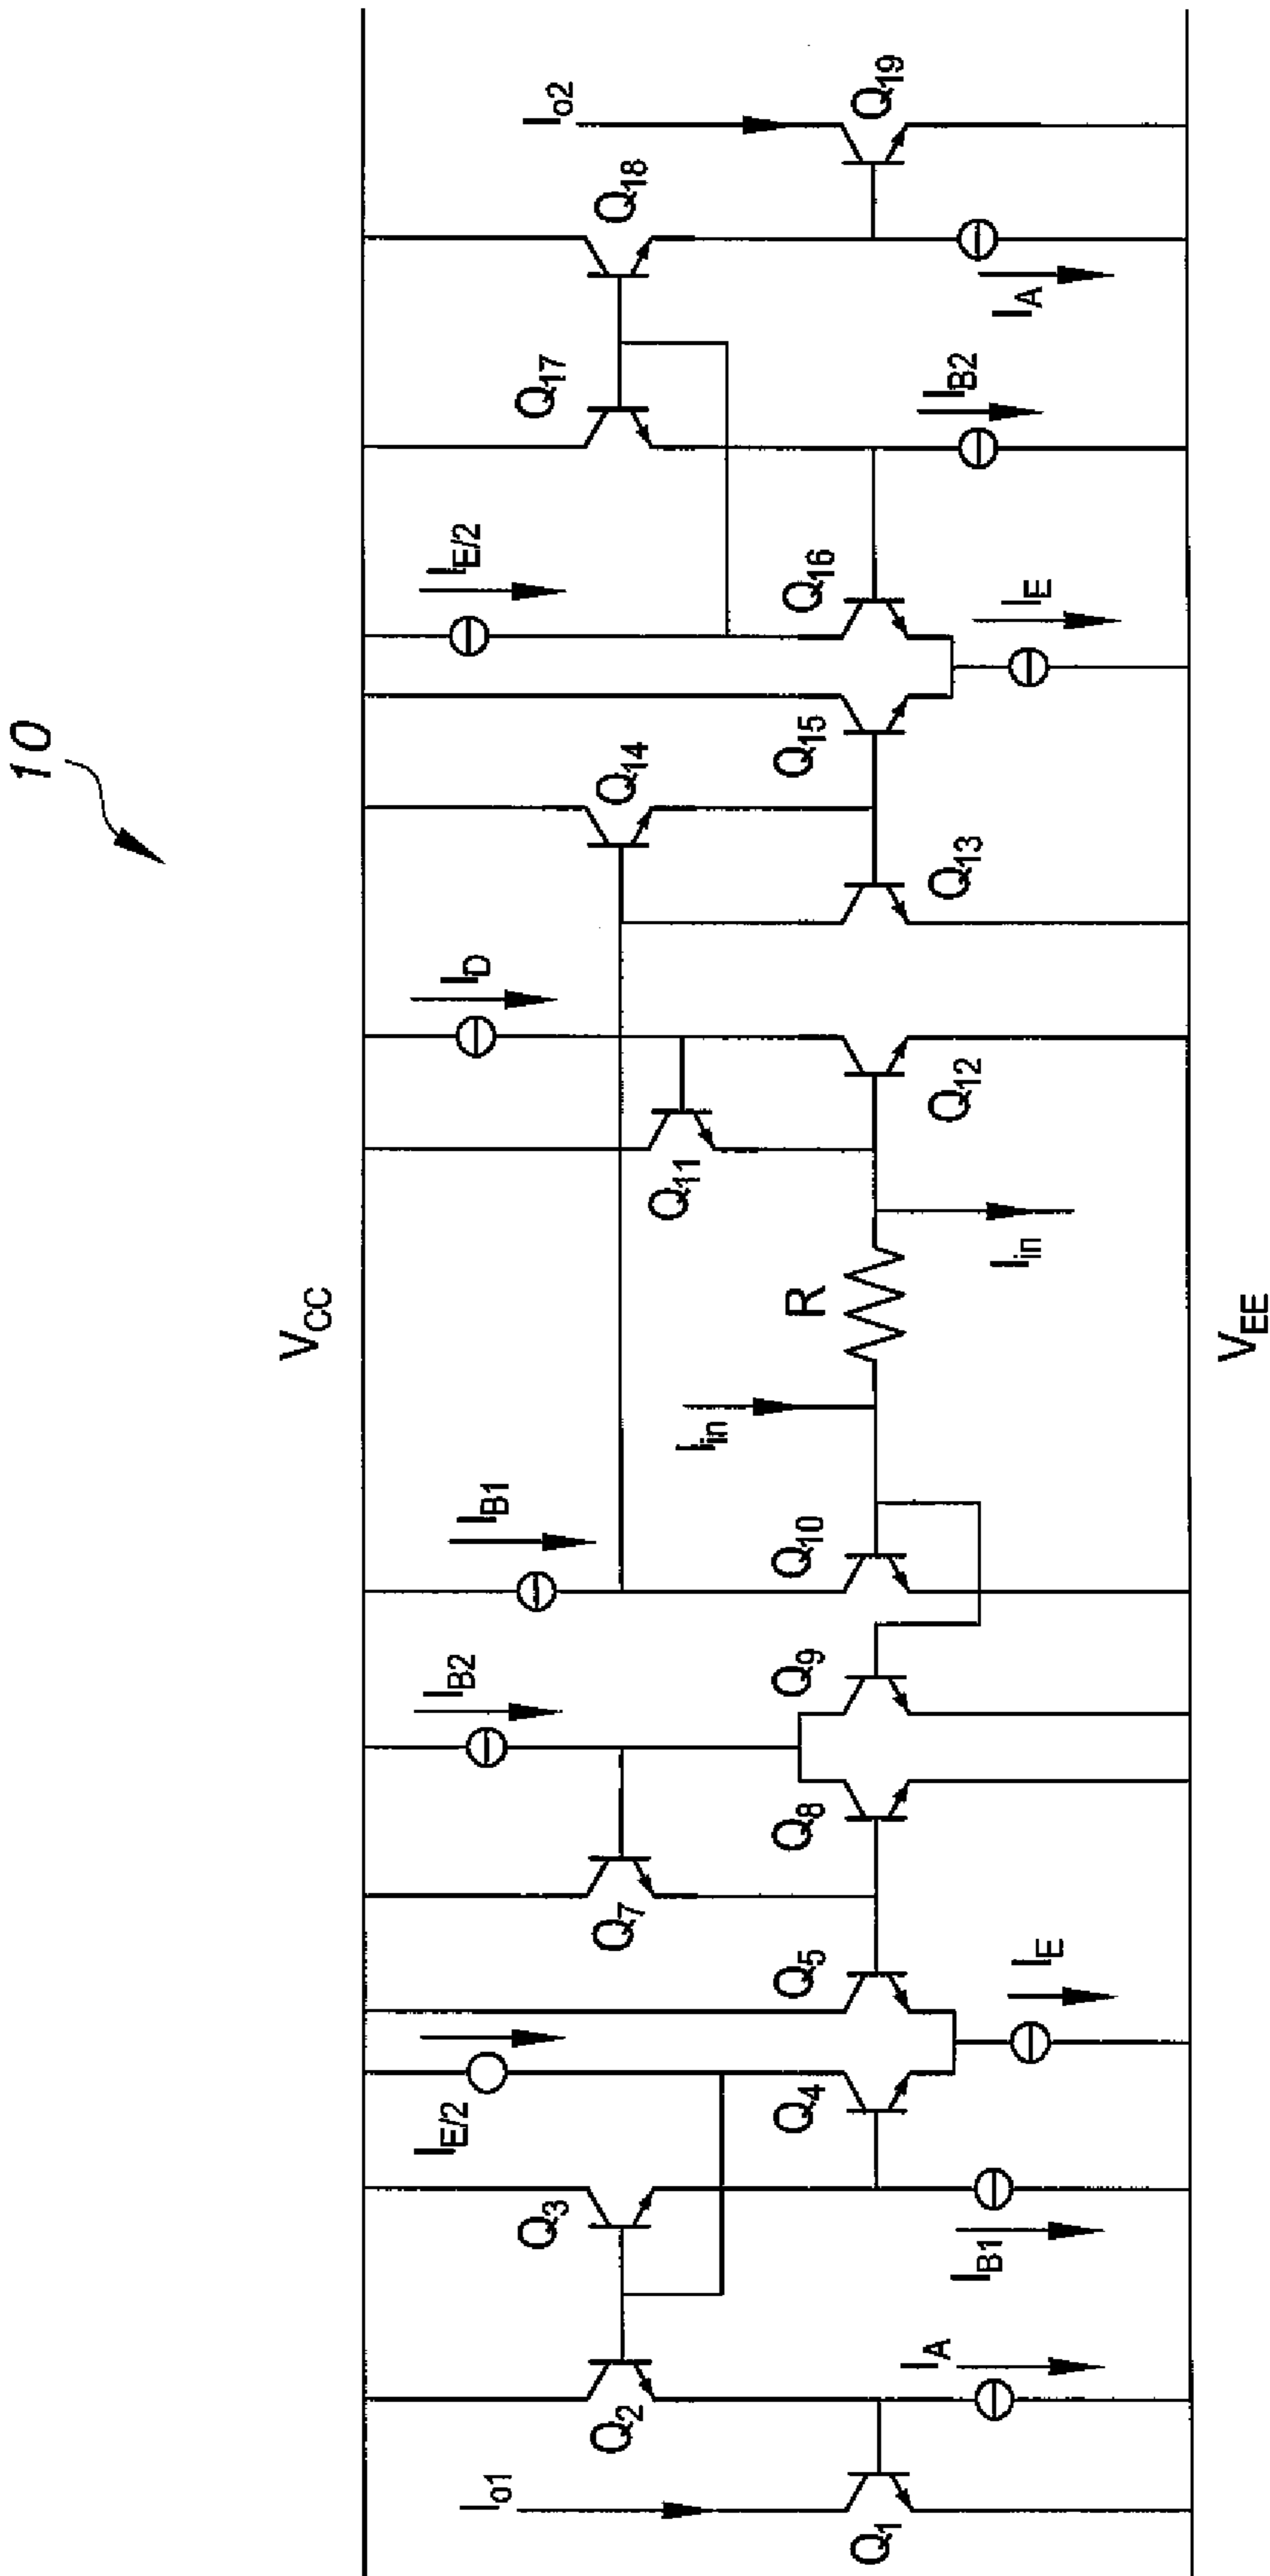 10
V_CC
I_o1
Q_1
Q_2
I_A
Q_3
I_B1
I_E/2
Q_4
Q_5
I_E
Q_7
Q_8
I_B2
Q_9
I_B1
Q_10
I_in
R
I_in
Q_11
I_D
Q_12
Q_13
Q_14
Q_15
Q_16
I_E
I_E/2
Q_17
I_B2
Q_18
I_A
I_o2
Q_19
V_EE